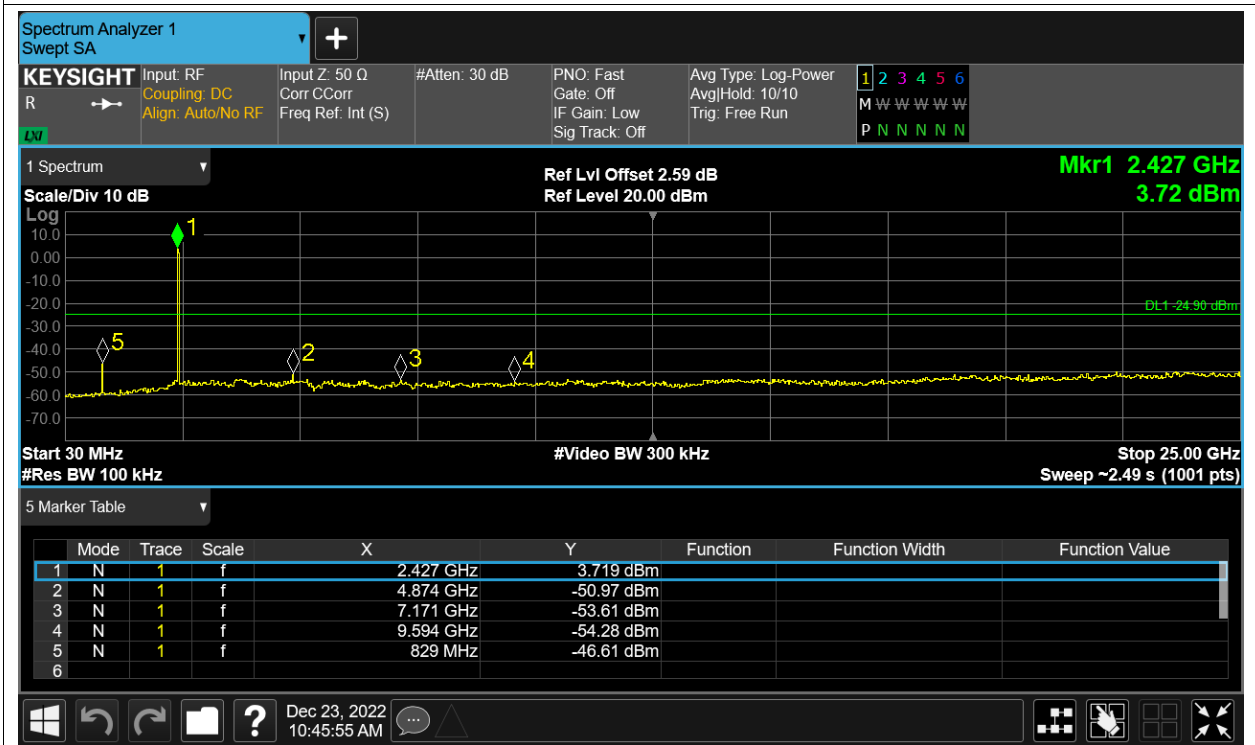 Spectrum Analyzer 1
Swept SA
KEYSIGHT Input: RF Input Z: 50 Ω #Atten: 30 dB PNO: Fast Avg Type: Log-Power 1 2 3 4 5 6
R Coupling: DC Corr CCorr Gate: Off Avg|Hold: 10/10 M W W W W W
Align: Auto/No RF Freq Ref: Int (S) IF Gain: Low Trig: Free Run
LXI Sig Track: Off P N N N N N
1 Spectrum Ref Lvl Offset 2.59 dB Mkr1 2.427 GHz
Scale/Div 10 dB Ref Level 20.00 dBm 3.72 dBm
Log
10.0 1
0.00
-10.0
-20.0 DL1 -24.90 dBm
-30.0
-40.0 5 2 3 4
-50.0
-60.0
-70.0
Start 30 MHz #Video BW 300 kHz Stop 25.00 GHz
#Res BW 100 kHz Sweep ~2.49 s (1001 pts)
5 Marker Table
Mode Trace Scale X Y Function Function Width Function Value
1 N 1 f 2.427 GHz 3.719 dBm
2 N 1 f 4.874 GHz -50.97 dBm
3 N 1 f 7.171 GHz -53.61 dBm
4 N 1 f 9.594 GHz -54.28 dBm
5 N 1 f 829 MHz -46.61 dBm
6
? Dec 23, 2022
10:45:55 AM